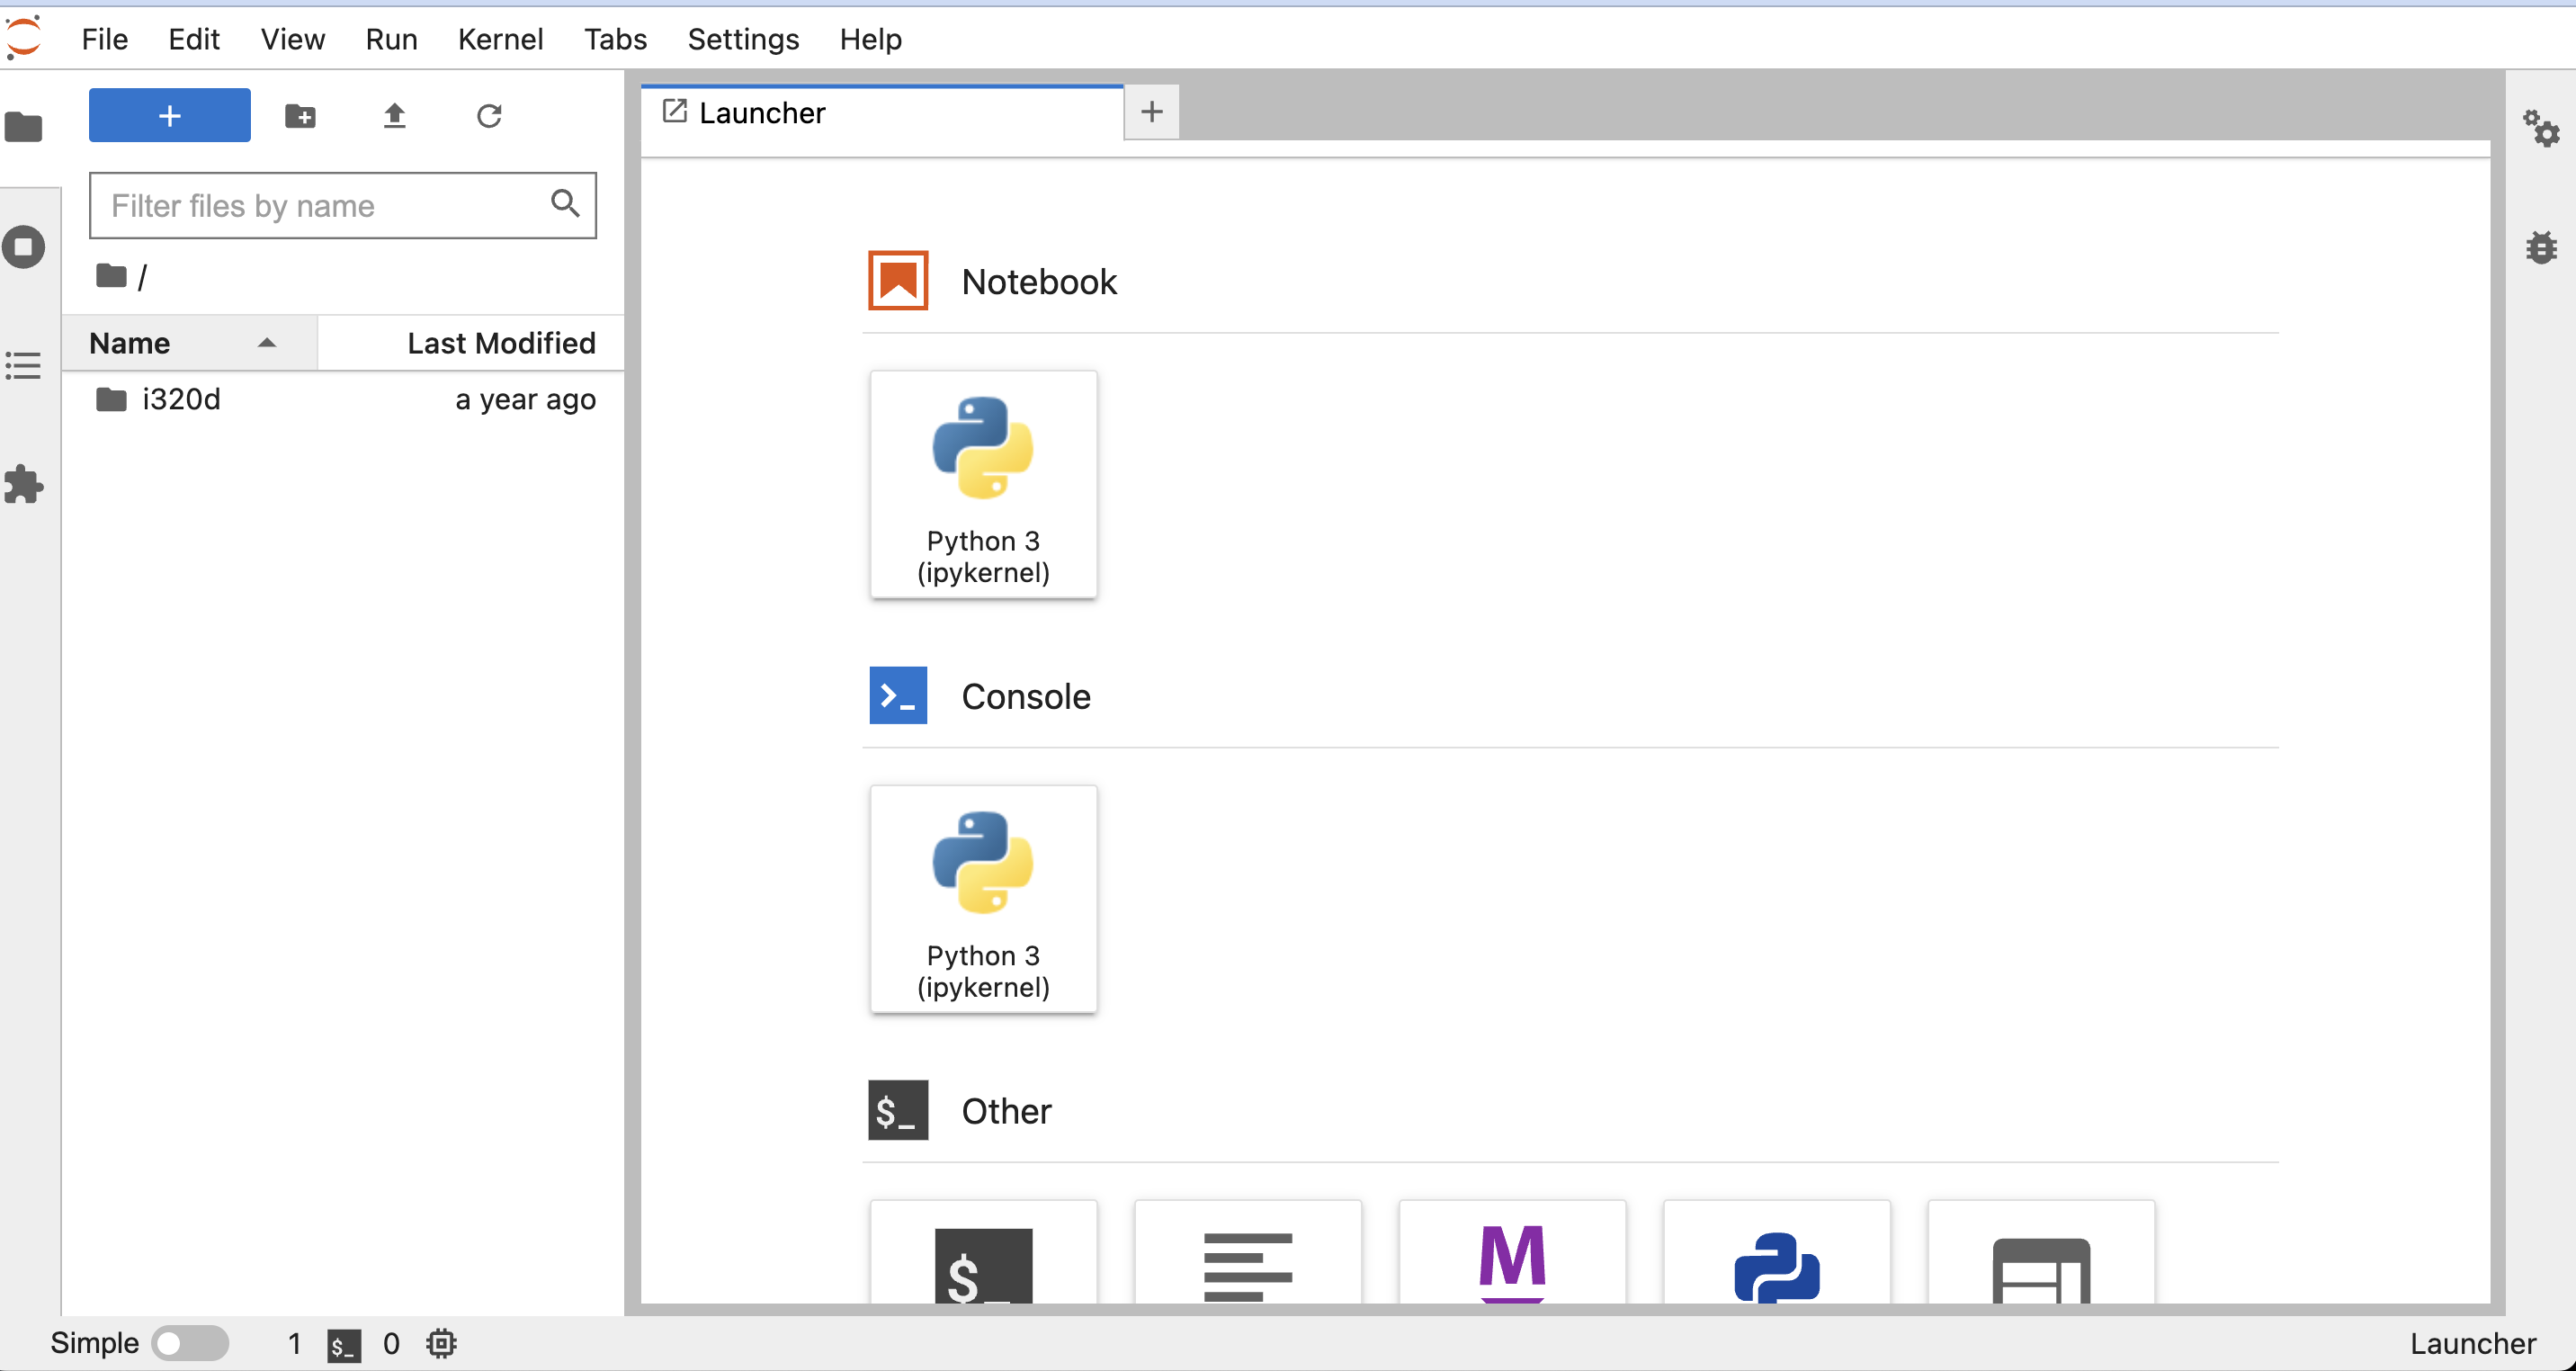 File Edit View Run Kernel Tabs Settings Help
+
Launcher
+
Filter files by name
/
Name Last Modified
i320d a year ago
Notebook
Python 3
(ipykernel)
>_ Console
Python 3
(ipykernel)
$_ Other
$_ M
Simple 1 $_ 0 Launcher